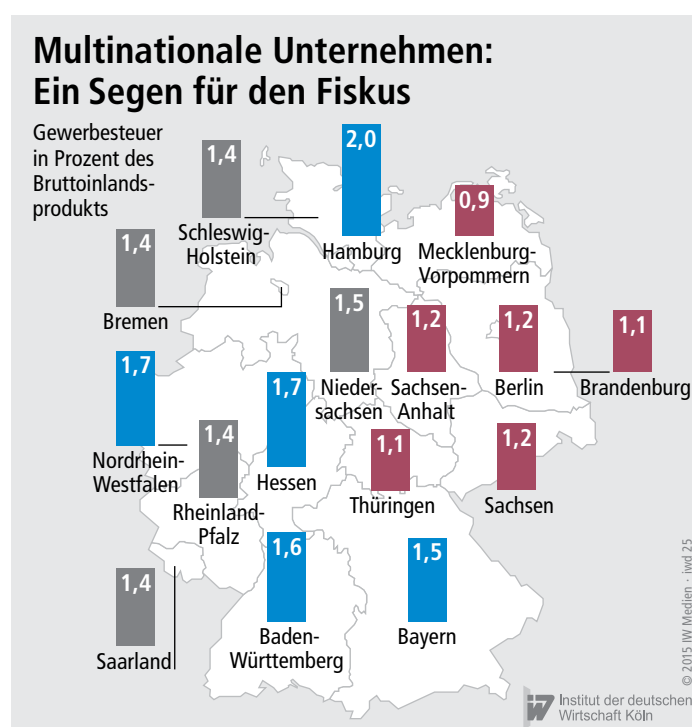 Multinationale Unternehmen:
Ein Segen für den Fiskus
Gewerbesteuer
in Prozent des
Bruttoinlands-
produkts
1,4
Schleswig-
Holstein
2,0
Hamburg
0,9
Mecklenburg-
Vorpommern
1,4
Bremen
1,5
Nieder-
sachsen
1,2
Sachsen-
Anhalt
1,2
Berlin
1,1
Brandenburg
1,7
Nordrhein-
Westfalen
1,4
Rheinland-
Pfalz
1,7
Hessen
1,1
Thüringen
1,2
Sachsen
1,4
Saarland
1,6
Baden-
Württemberg
1,5
Bayern
© 2015 IW Medien · iwd 25
Institut der deutschen
Wirtschaft Köln